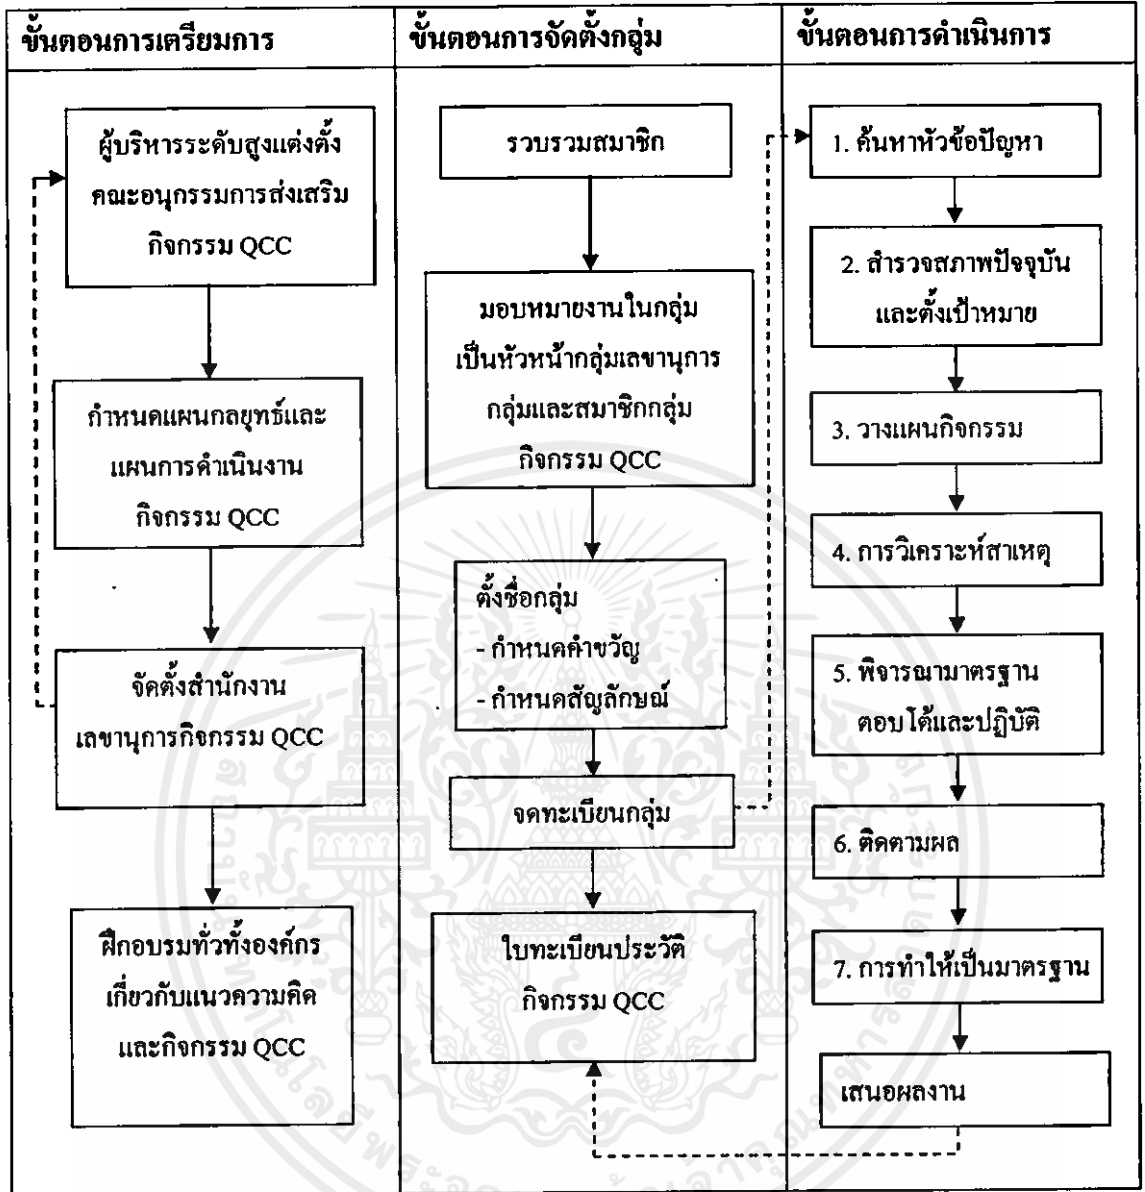 ขั้นตอนการเตรียมการ
ผู้บริหารระดับสูงแต่งตั้ง
คณะอนุกรรมการส่งเสริม
กิจกรรม QCC
กำหนดแผนกลยุทธ์และ
แผนการดำเนินงาน
กิจกรรม QCC
จัดตั้งสำนักงาน
เลขานุการกิจกรรม QCC
ฝึกอบรมทั่วทั้งองค์กร
เกี่ยวกับแนวความคิด
และกิจกรรม QCC
ขั้นตอนการจัดตั้งกลุ่ม
รวบรวมสมาชิก
มอบหมายงานในกลุ่ม
เป็นหัวหน้ากลุ่มเลขานุการ
กลุ่มและสมาชิกกลุ่ม
กิจกรรม QCC
ตั้งชื่อกลุ่ม
- กำหนดคำขวัญ
- กำหนดสัญลักษณ์
จดทะเบียนกลุ่ม
ใบทะเบียนประวัติ
กิจกรรม QCC
ขั้นตอนการดำเนินการ
1. ค้นหาหัวข้อปัญหา
2. สำรวจสภาพปัจจุบัน
และตั้งเป้าหมาย
3. วางแผนกิจกรรม
4. การวิเคราะห์สาเหตุ
5. พิจารณามาตรฐาน
ตอบโต้และปฏิบัติ
6. ติดตามผล
7. การทำให้เป็นมาตรฐาน
เสนอผลงาน